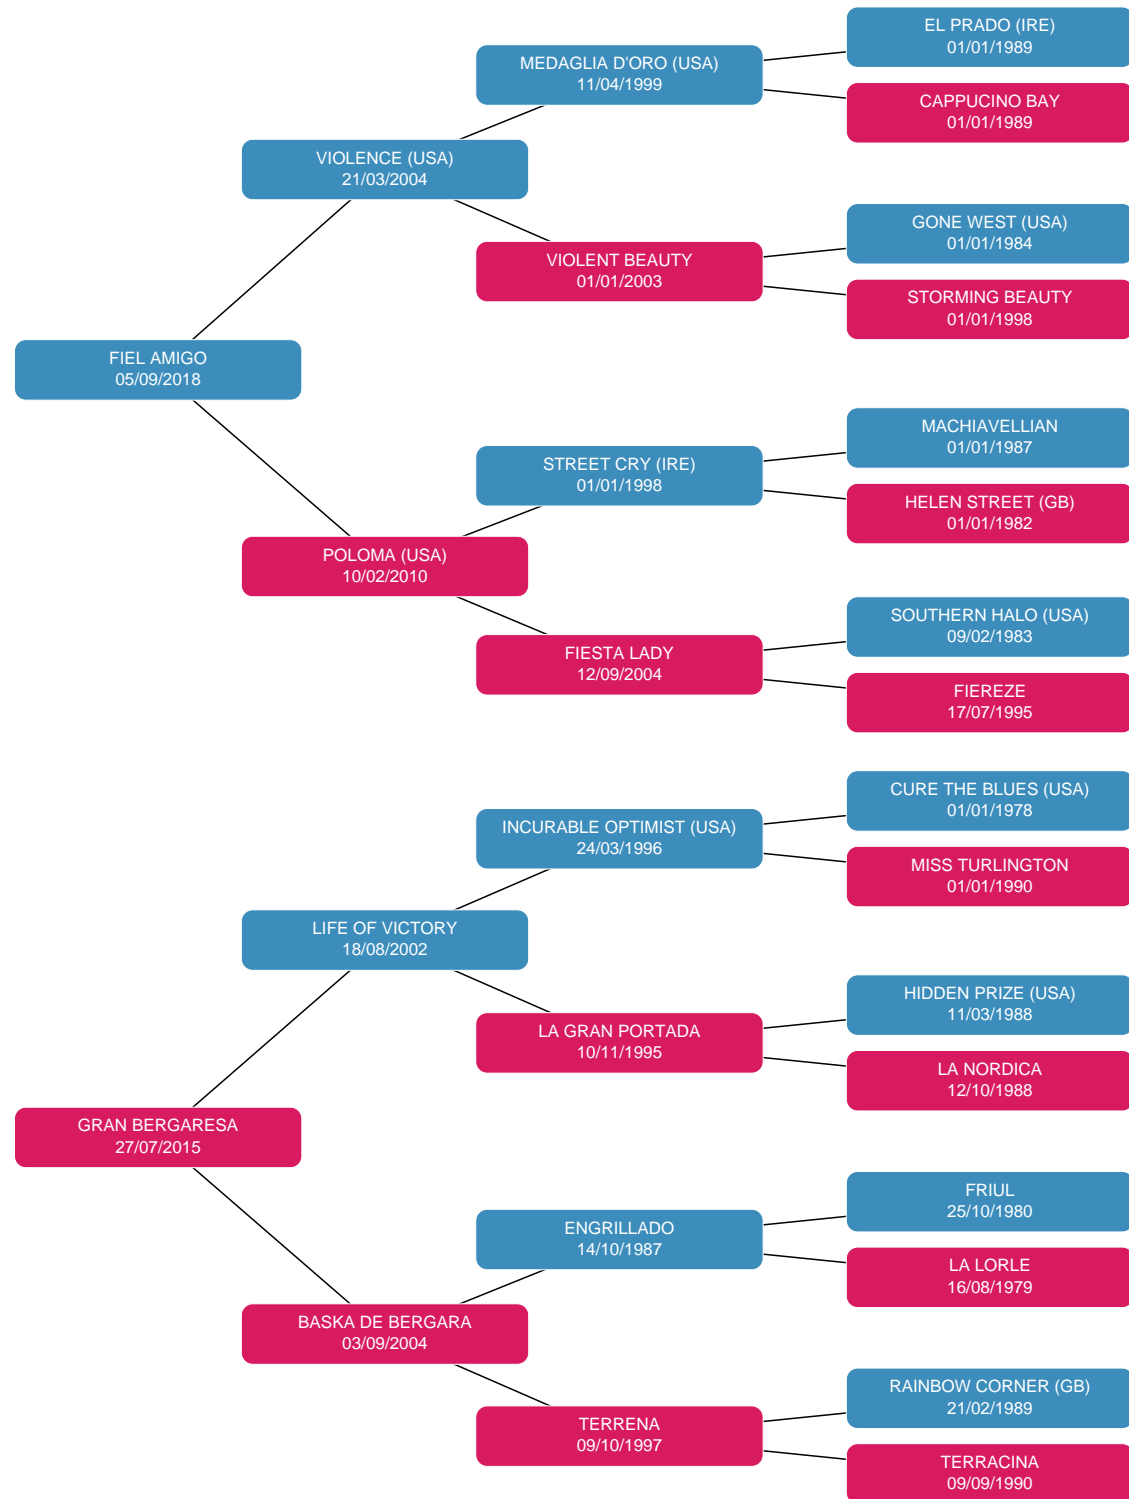 EL PRADO (IRE)
01/01/1989
MEDAGLIA D'ORO (USA)
11/04/1999
CAPPUCINO BAY
01/01/1989
VIOLENCE (USA)
21/03/2004
GONE WEST (USA)
01/01/1984
VIOLENT BEAUTY
01/01/2003
STORMING BEAUTY
01/01/1998
FIEL AMIGO
05/09/2018
MACHIAVELLIAN
01/01/1987
STREET CRY (IRE)
01/01/1998
HELEN STREET (GB)
01/01/1982
POLOMA (USA)
10/02/2010
SOUTHERN HALO (USA)
09/02/1983
FIESTA LADY
12/09/2004
FIEREZE
17/07/1995
CURE THE BLUES (USA)
01/01/1978
INCURABLE OPTIMIST (USA)
24/03/1996
MISS TURLINGTON
01/01/1990
LIFE OF VICTORY
18/08/2002
HIDDEN PRIZE (USA)
11/03/1988
LA GRAN PORTADA
10/11/1995
LA NORDICA
12/10/1988
GRAN BERGARESA
27/07/2015
FRIUL
25/10/1980
ENGRILLADO
14/10/1987
LA LORLE
16/08/1979
BASKA DE BERGARA
03/09/2004
RAINBOW CORNER (GB)
21/02/1989
TERRENA
09/10/1997
TERRACINA
09/09/1990